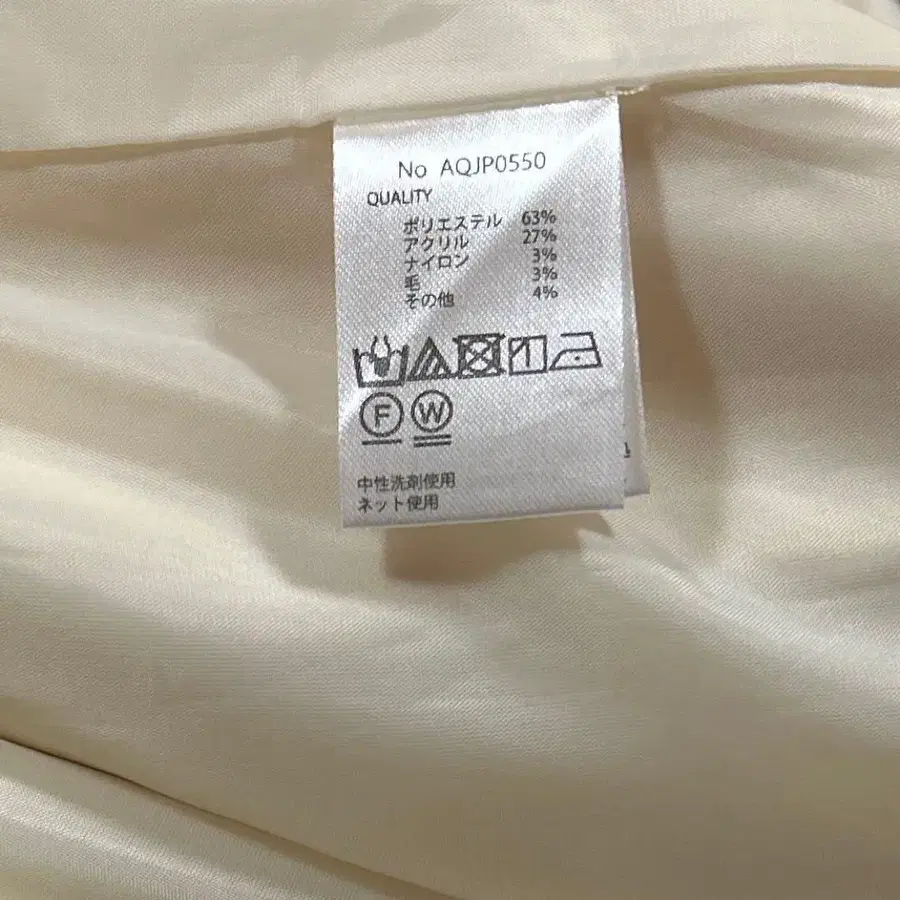 No AQJP0550
QUALITY
ポリエステル 63%
アクリル 27%
ナイロン 3%
毛 3%
その他 4%
F W
中性洗剤使用
ネット使用